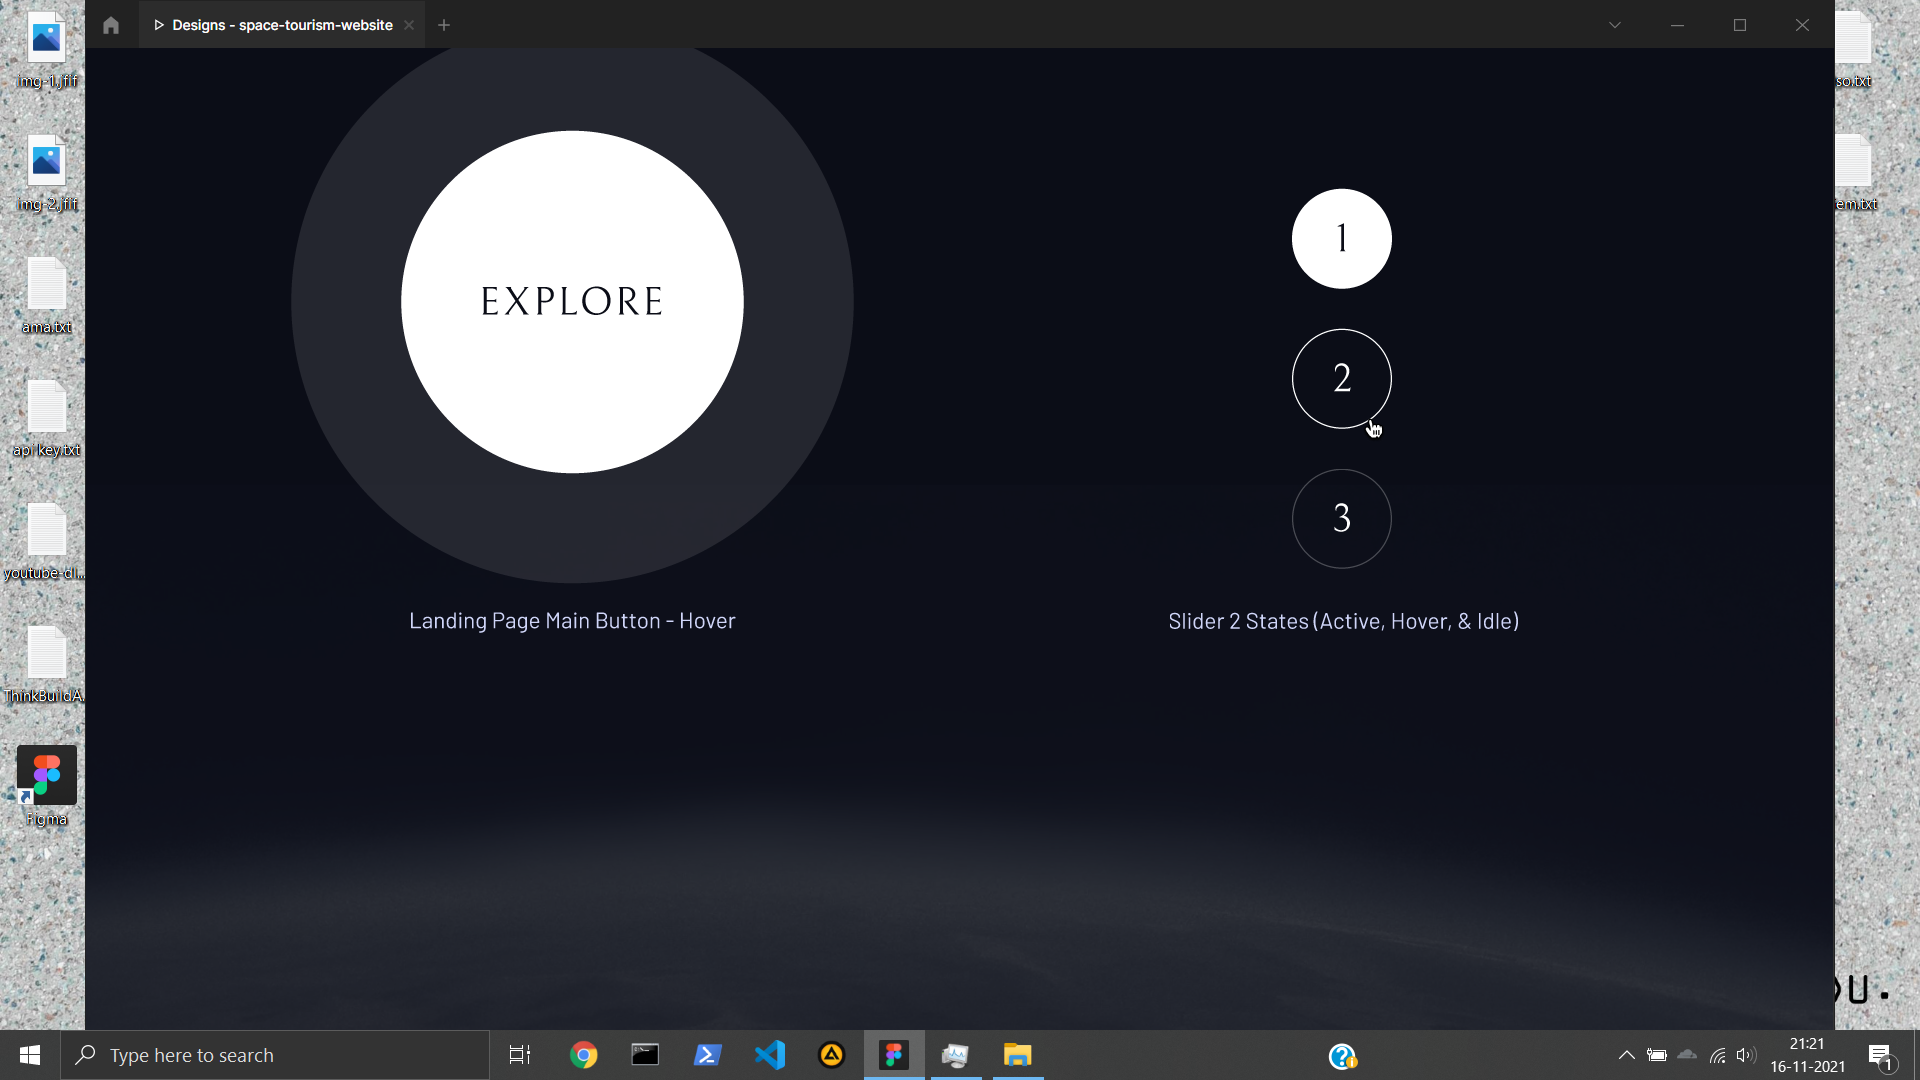 Designs - space-tourism-website
img-1.jfif
img-2.jfif
ama.txt
api key.txt
youtube-dl...
ThinkBuildA...
Figma
so.txt
em.txt
EXPLORE
1
2
3
Landing Page Main Button - Hover
Slider 2 States (Active, Hover, & Idle)
OU.
Type here to search
21:21
16-11-2021
1